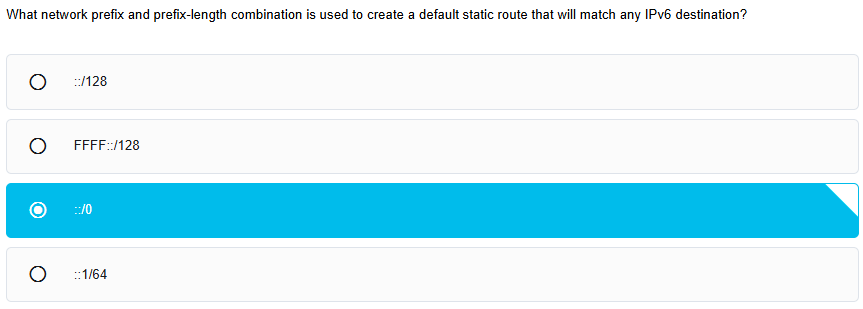 What network prefix and prefix-length combination is used to create a default static route that will match any IPv6 destination?
::/128
FFFF::/128
::/0
::1/64